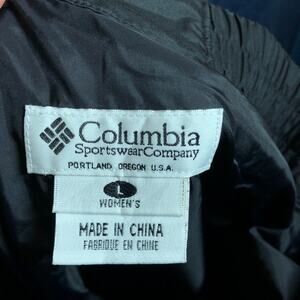 Columbia
SportswearCompany
PORTLAND OREGON U.S.A.
L
WOMEN'S
MADE IN CHINA
FABRIQUE EN CHINE